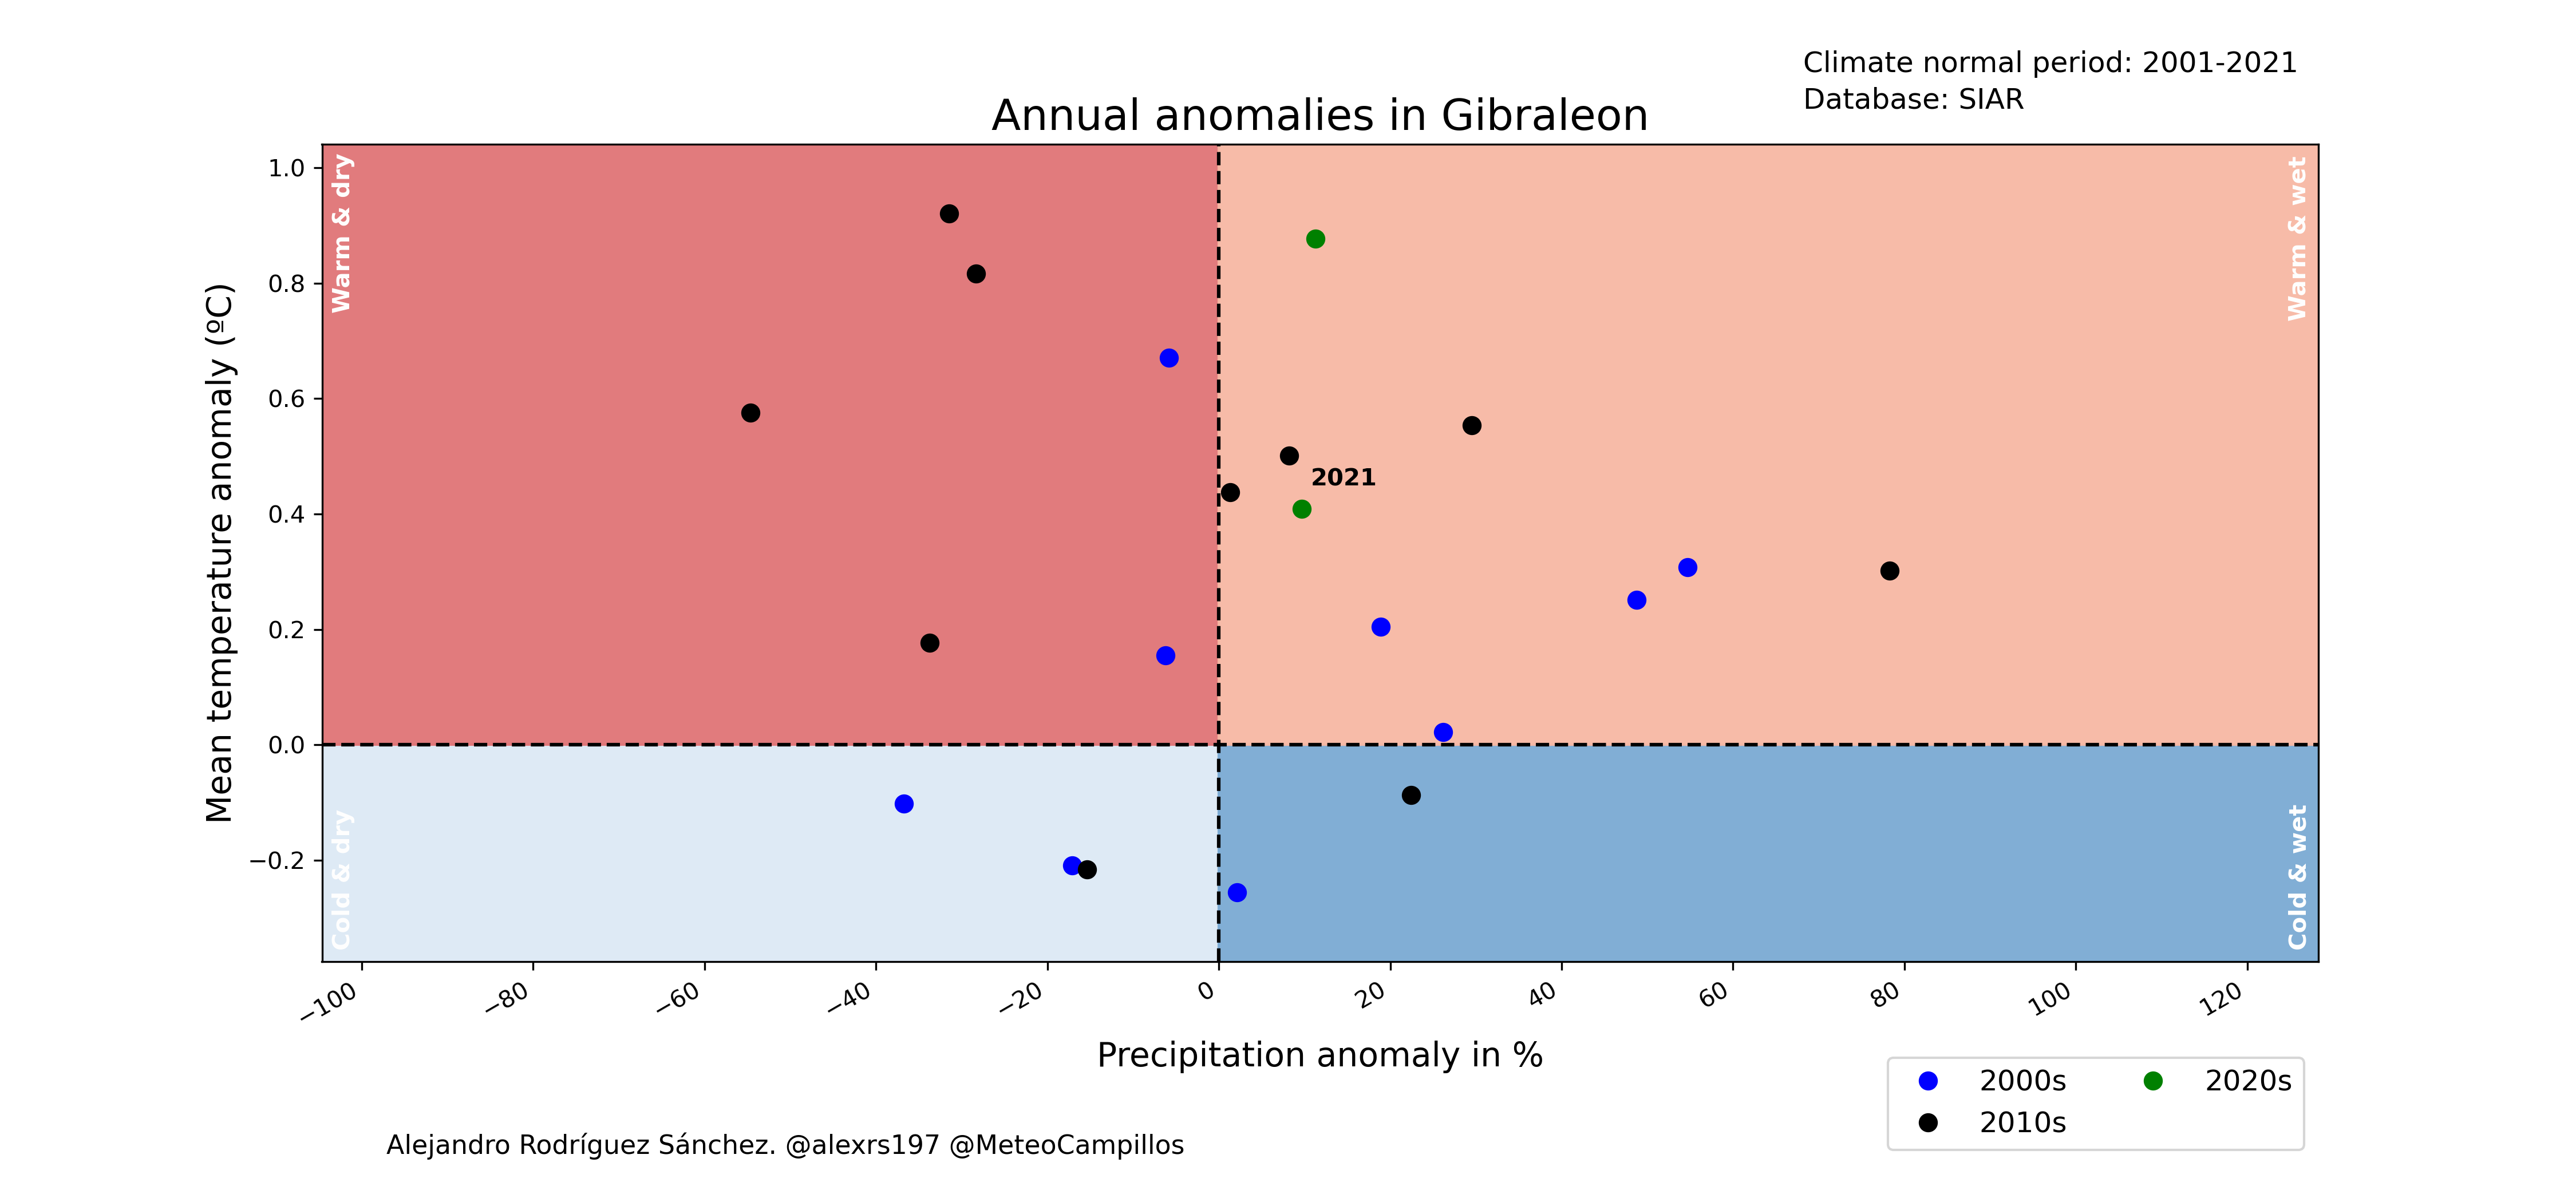 Climate normal period: 2001-2021
Database: SIAR
Annual anomalies in Gibraleon
Warm & dry
Warm & wet
1.0
0.8
0.6
0.4
0.2
0.0
−0.2
Mean temperature anomaly (ºC)
2021
Cold & dry
Cold & wet
−100
−80
−60
−40
−20
0
20
40
60
80
100
120
Precipitation anomaly in %
2000s
2020s
2010s
Alejandro Rodríguez Sánchez. @alexrs197 @MeteoCampillos